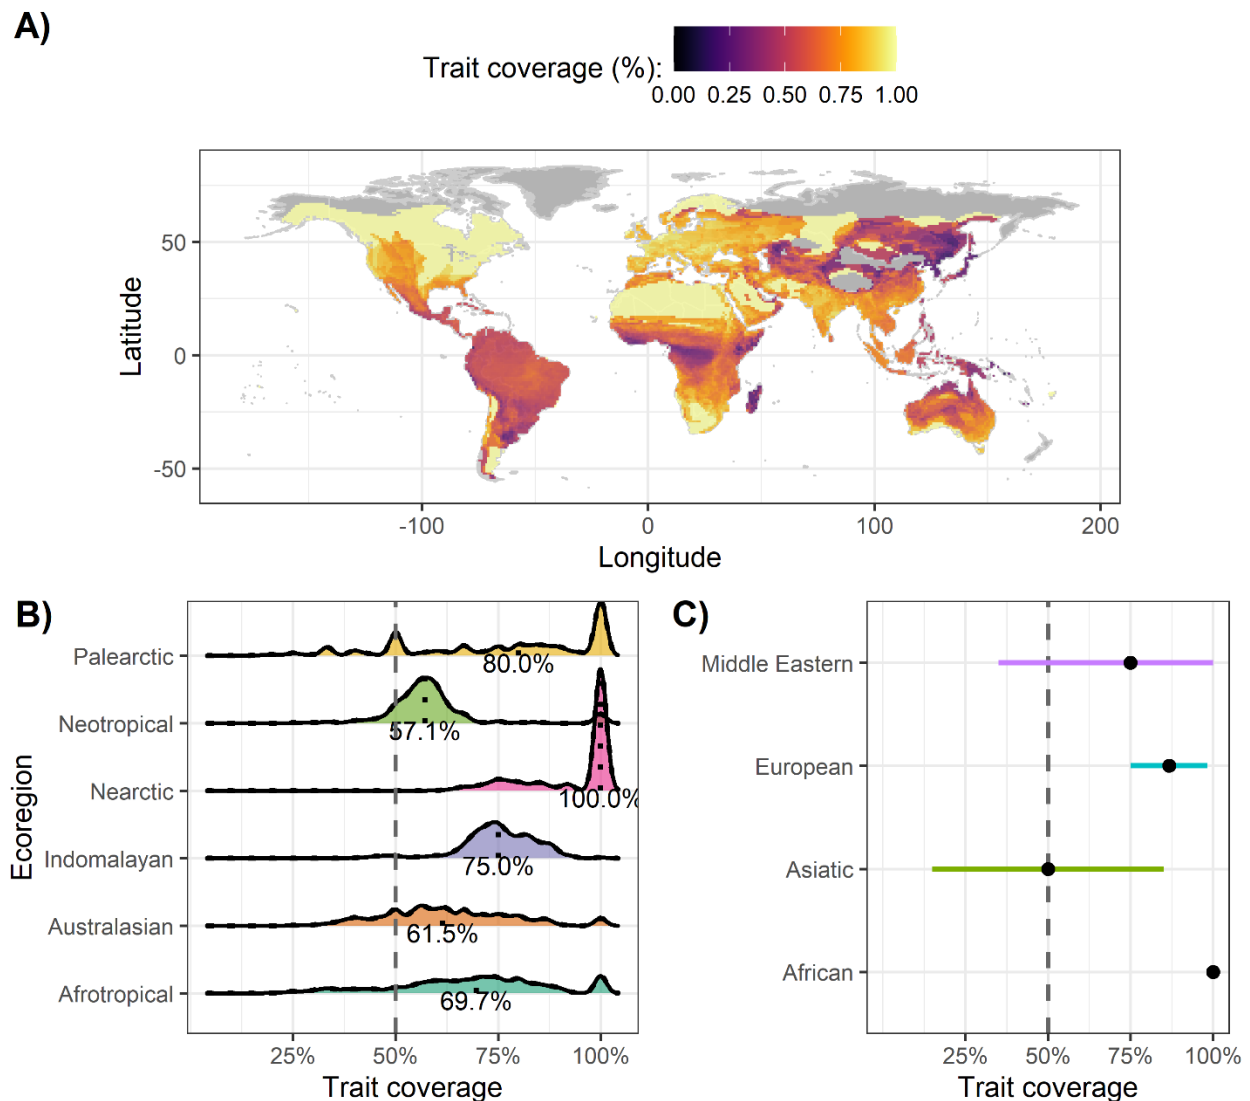 A)
Trait coverage (%):
0.00 0.25 0.50 0.75 1.00
Latitude
50
0
-50
-100 0 100 200
Longitude
B)
Ecoregion
Palearctic
80.0%
Neotropical
57.1%
Nearctic
100.0%
Indomalayan
75.0%
Australasian
61.5%
Afrotropical
69.7%
25% 50% 75% 100%
Trait coverage
C)
Middle Eastern
European
Asiatic
African
25% 50% 75% 100%
Trait coverage